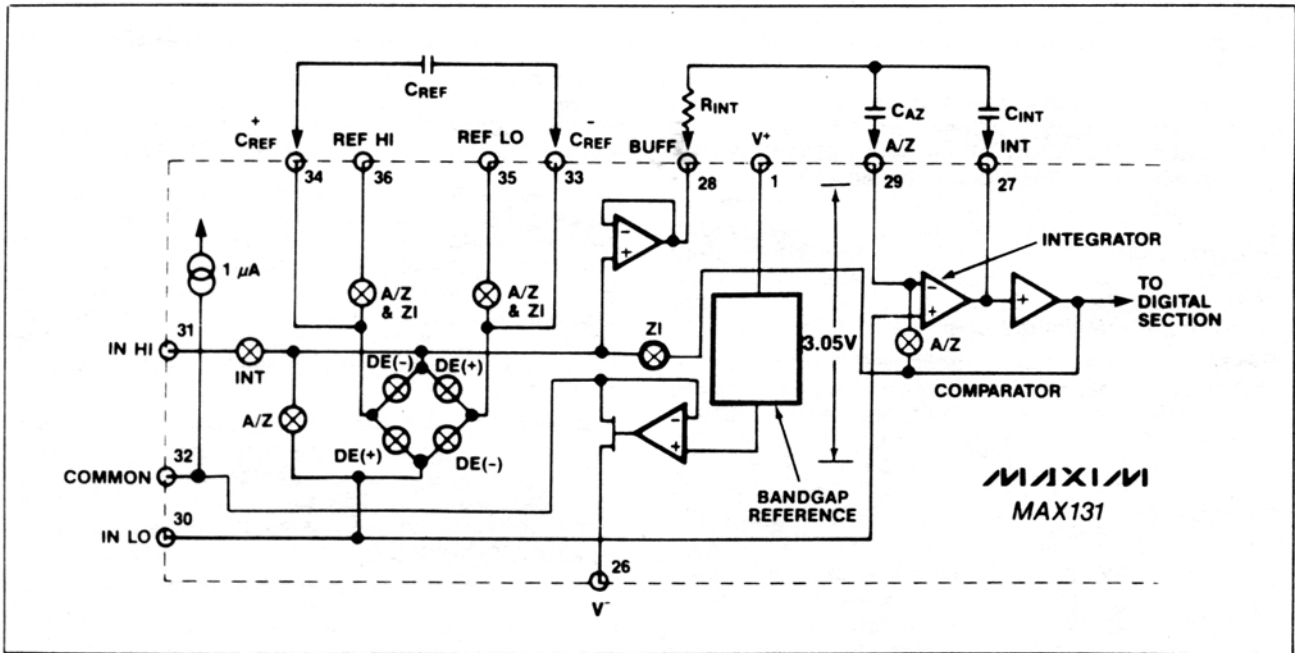 CREF
RINT
CAZ
CINT
+
CREF
REF HI
REF LO
-
CREF
BUFF
V+
A/Z
INT
34
36
35
33
28
1
29
27
1 μA
A/Z
& ZI
A/Z
& ZI
INTEGRATOR
TO
DIGITAL
SECTION
31
IN HI
INT
DE(-)
DE(+)
ZI
3.05V
A/Z
A/Z
COMPARATOR
DE(+)
DE(-)
32
COMMON
30
IN LO
BANDGAP
REFERENCE
MAXIM
MAX131
26
V-